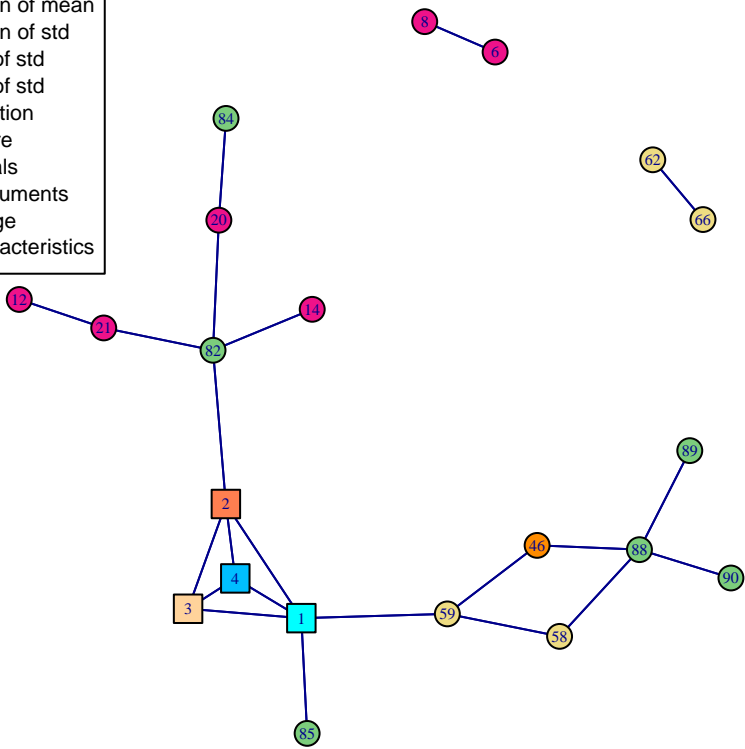 n of mean
n of std
of std
of std
tion
re
als
uments
ge
acteristics
8
6
84
62
20
66
12
14
21
82
89
2
46
88
4
90
3
59
1
58
85